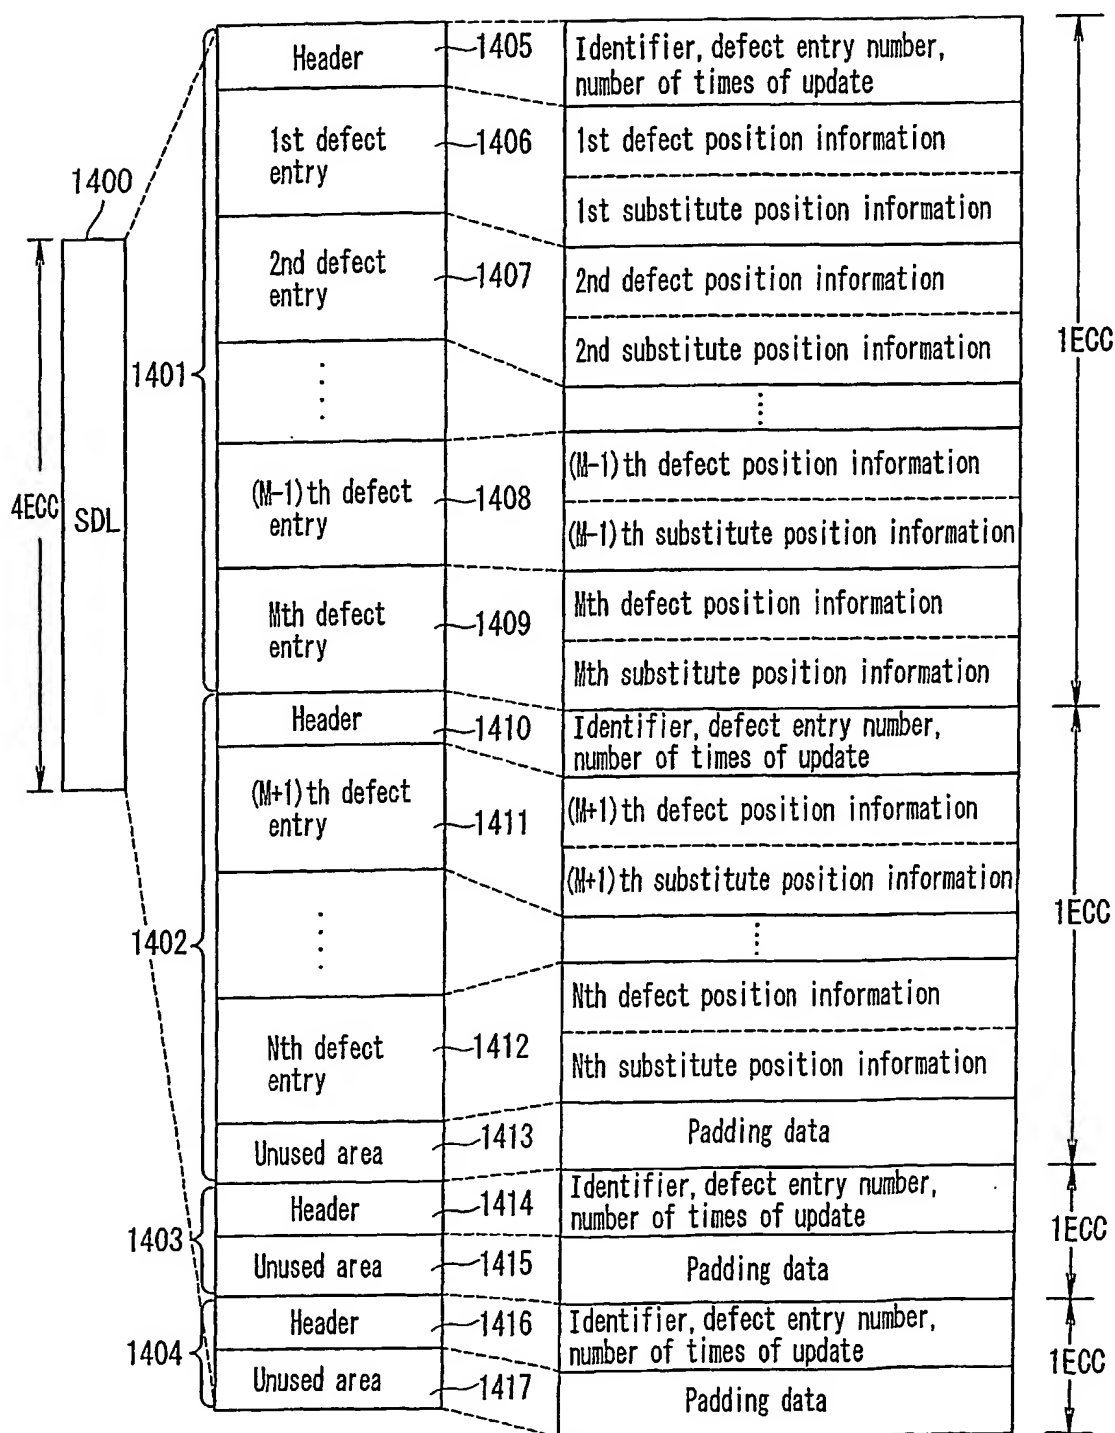 1400
4ECC
SDL
1401
1402
1403
1404
Header
1405
Identifier, defect entry number,
number of times of update
1st defect
entry
1406
1st defect position information
1st substitute position information
2nd defect
entry
1407
2nd defect position information
2nd substitute position information
(M-1)th defect
entry
1408
(M-1)th defect position information
(M-1)th substitute position information
Mth defect
entry
1409
Mth defect position information
Mth substitute position information
1ECC
Header
1410
Identifier, defect entry number,
number of times of update
(M+1)th defect
entry
1411
(M+1)th defect position information
(M+1)th substitute position information
Nth defect
entry
1412
Nth defect position information
Nth substitute position information
Unused area
1413
Padding data
1ECC
Header
1414
Identifier, defect entry number,
number of times of update
Unused area
1415
Padding data
1ECC
Header
1416
Identifier, defect entry number,
number of times of update
Unused area
1417
Padding data
1ECC